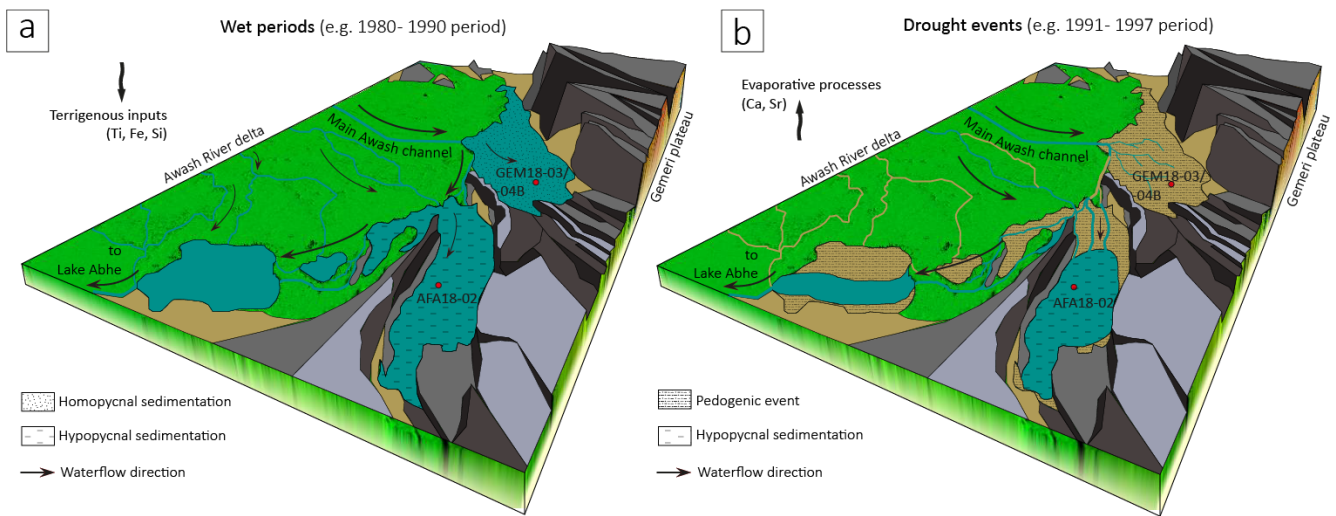 a
Wet periods (e.g. 1980- 1990 period)
Terrigenous inputs
(Ti, Fe, Si)
Awash River delta
Main Awash channel
GEM18-03/
-04B
Gemeri plateau
to
Lake Abhe
AFA18-02
Homopycnal sedimentation
Hypopycnal sedimentation
Waterflow direction
b
Drought events (e.g. 1991- 1997 period)
Evaporative processes
(Ca, Sr)
Awash River delta
Main Awash channel
GEM18-03/
-04B
Gemeri plateau
to
Lake Abhe
AFA18-02
Pedogenic event
Hypopycnal sedimentation
Waterflow direction